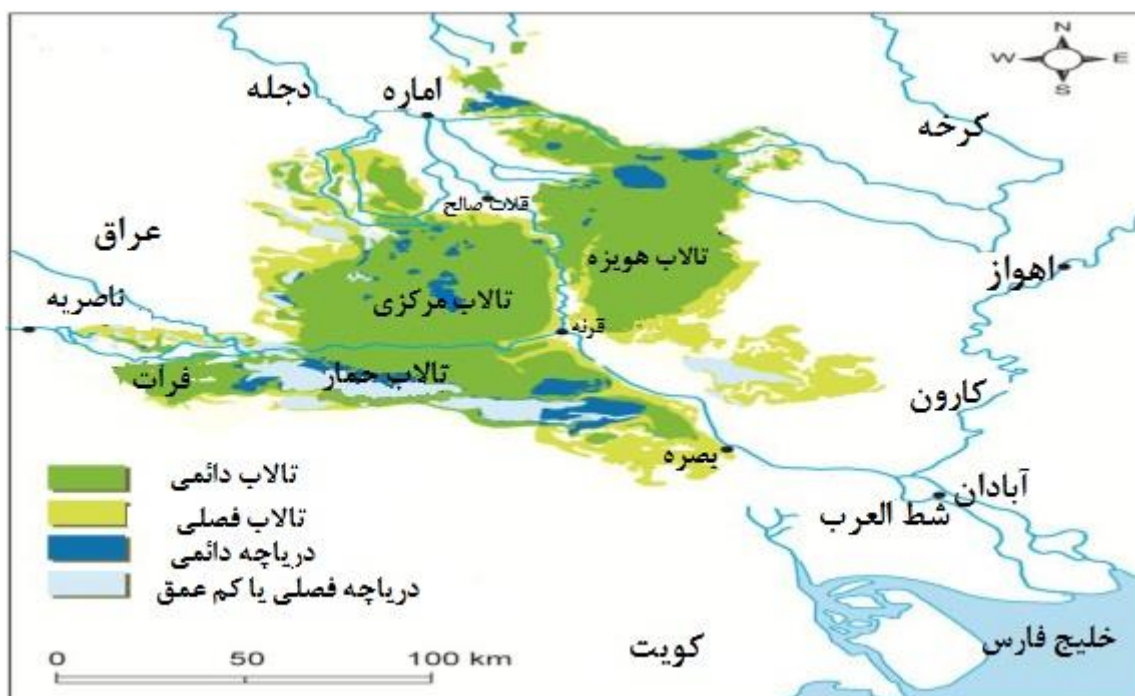 N
W E
S
دجله
اماره
کرخه
قلات صالح
عراق
تالاب هویزه
اهواز
ناصریه
تالاب مرکزی
قرنه
فرات
تالاب حمار
کارون
بصره
آبادان
شط العرب
تالاب دائمی
تالاب فصلی
دریاچه دائمی
دریاچه فصلی یا کم عمق
کویت
خلیج فارس
0 50 100 km